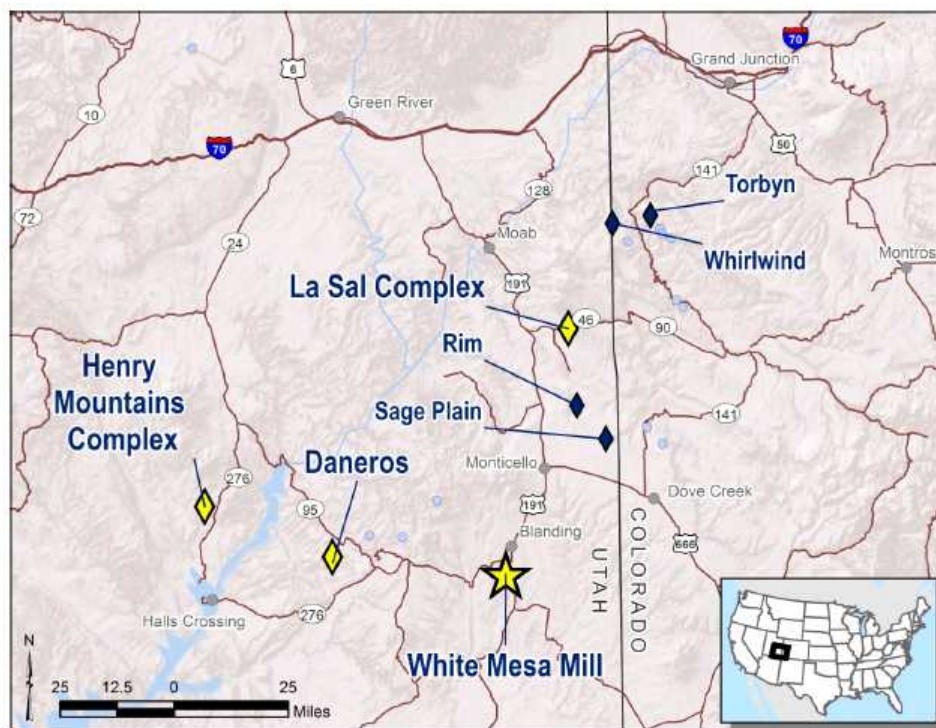 70
Grand Junction
6
Green River
10
70
50
141
Torbyn
128
72
24
Moab
Whirlwind
Montros
La Sal Complex
191
46
90
Rim
Henry
Mountains
Complex
Sage Plain
141
Daneros
Monticello
276
Dove Creek
95
191
Blanding
666
UTAH
COLORADO
Halls Crossing
276
N
White Mesa Mill
25 12.5 0 25
Miles